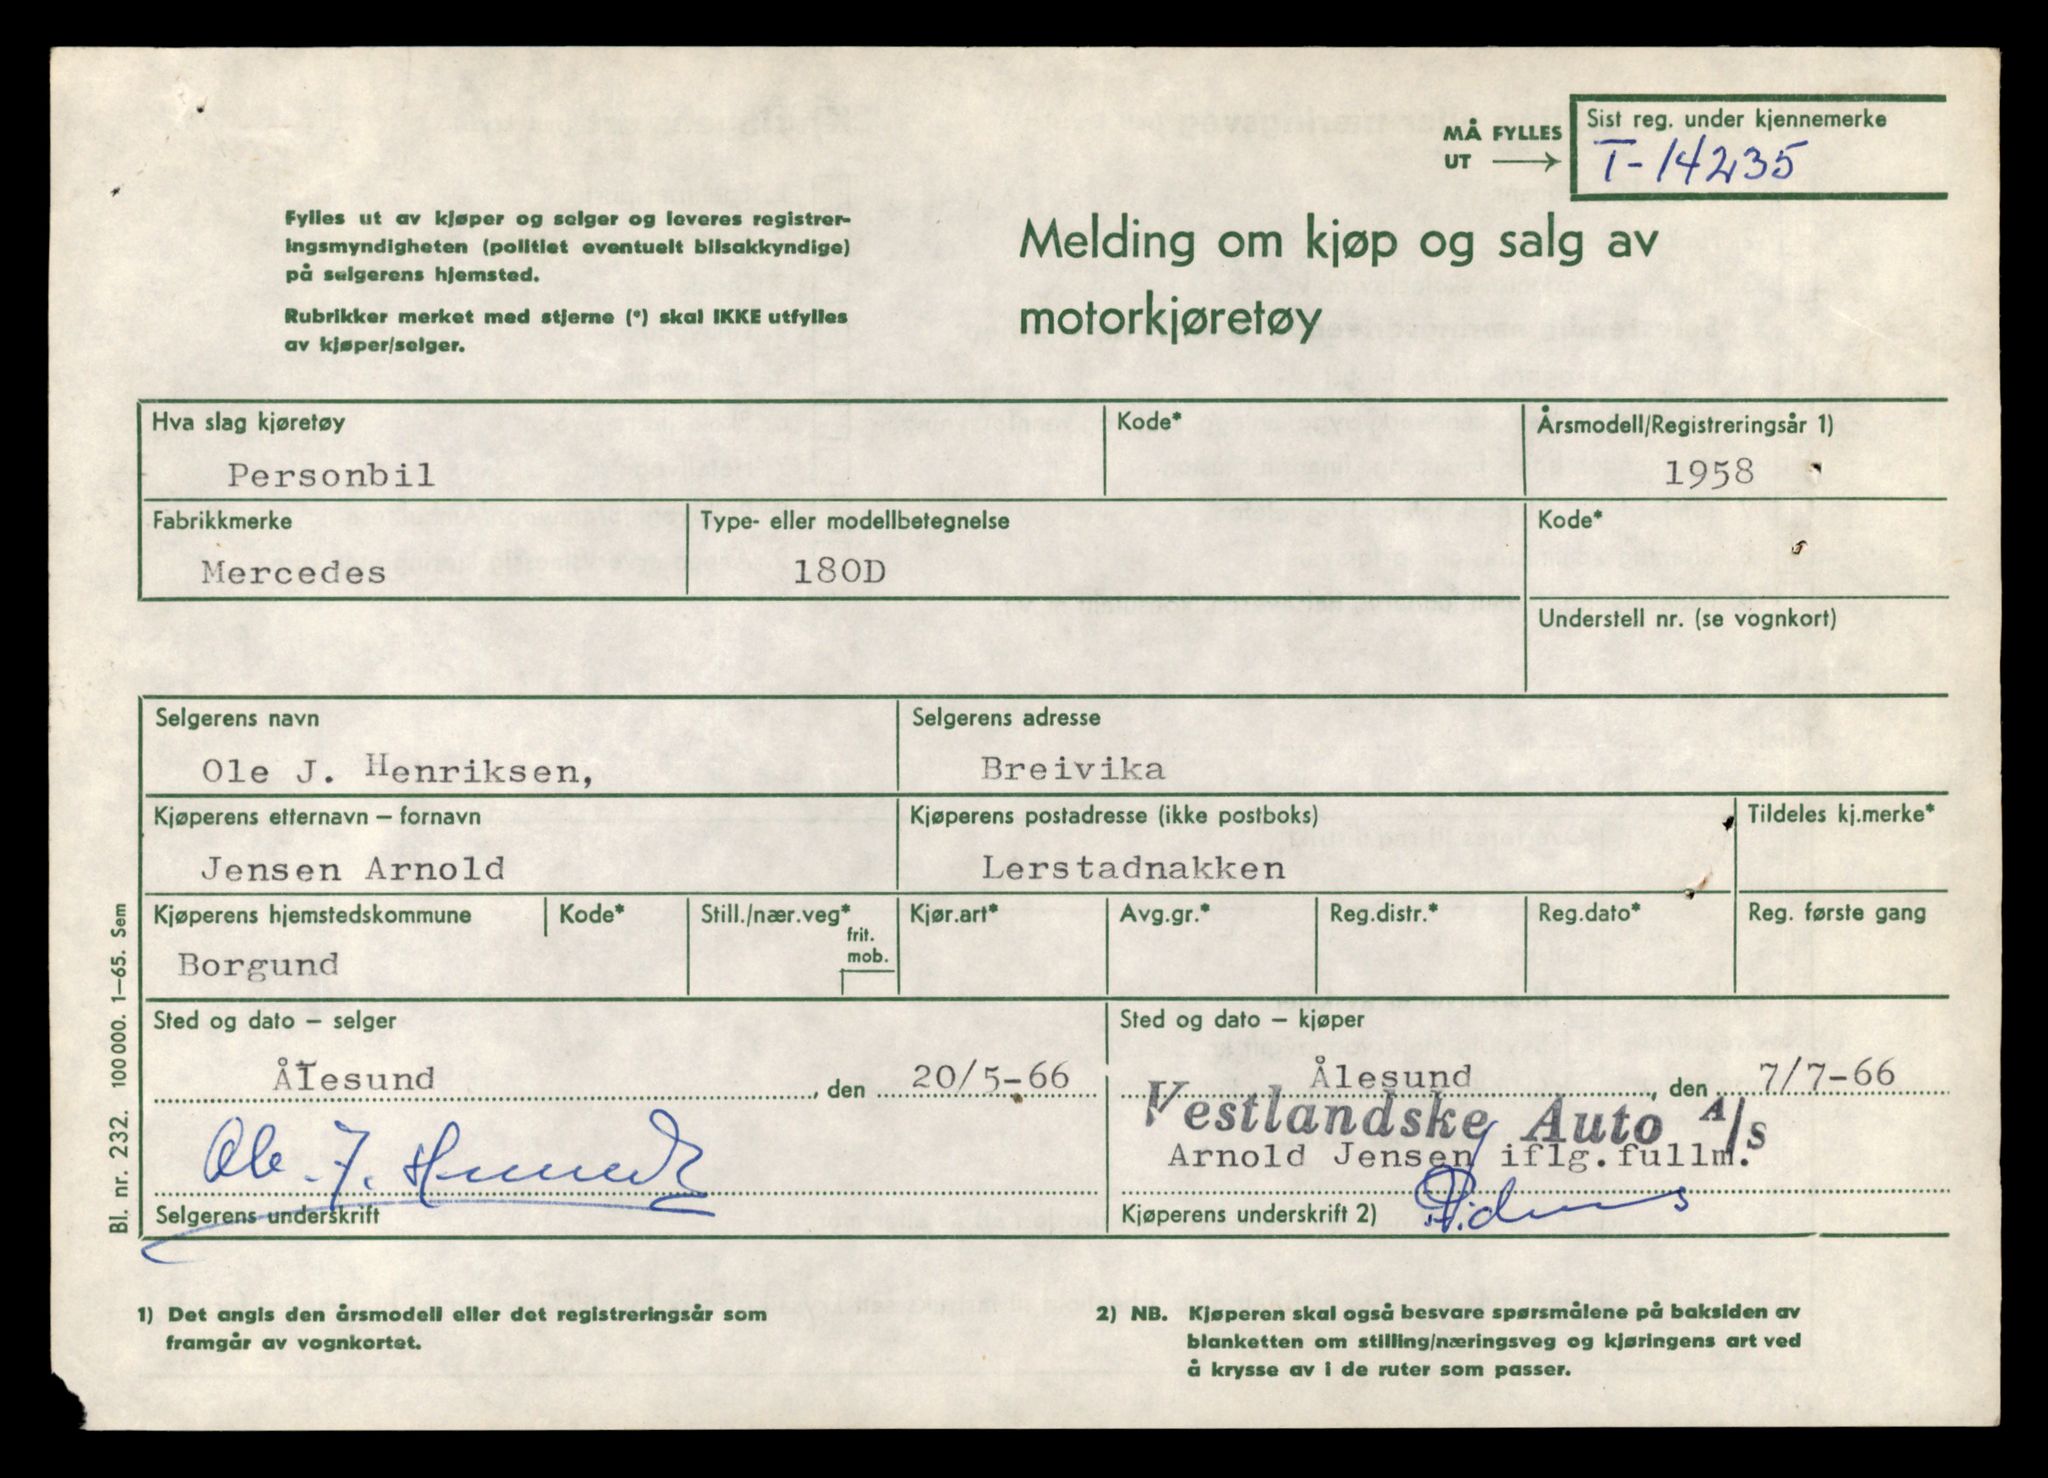 MÅ FYLLES
UT
Sist reg. under kjennemerke
T-14235
Fylles ut av kjøper og selger og leveres registrer-
ingsmyndigheten (politiet eventuelt bilsakkyndige)
på selgerens hjemsted.
Rubrikker merket med stjerne (*) skal IKKE utfylles
av kjøper/selger.
Melding om kjøp og salg av
motorkjøretøy
Hva slag kjøretøy
Kode*
Årsmodell/Registreringsår 1)
Personbil
1958
Fabrikkmerke
Type- eller modellbetegnelse
Kode*
Mercedes
180D
Understell nr. (se vognkort)
Selgerens navn
Selgerens adresse
Ole J. Henriksen,
Breivika
Kjøperens etternavn – fornavn
Kjøperens postadresse (ikke postboks)
Tildeles kj.merke*
Jensen Arnold
Lerstadnakken
Kjøperens hjemstedskommune
Kode*
Still./nær.veg*
frit.
mob.
Kjør.art*
Avg.gr.*
Reg.distr.*
Reg.dato*
Reg. første gang
Borgund
Sted og dato – selger
Sted og dato – kjøper
Ålesund, den 20/5-66
Ålesund, den 7/7-66
Vestlandske Auto A/s
Arnold Jensen iflg.fullm.
Ole J.
Selgerens underskrift
Kjøperens underskrift 2)
1) Det angis den årsmodell eller det registreringsår som
framgår av vognkortet.
2) NB. Kjøperen skal også besvare spørsmålene på baksiden av
blanketten om stilling/næringsveg og kjøringens art ved
å krysse av i de ruter som passer.
Bl. nr. 232. 100 000. 1–65. Sem